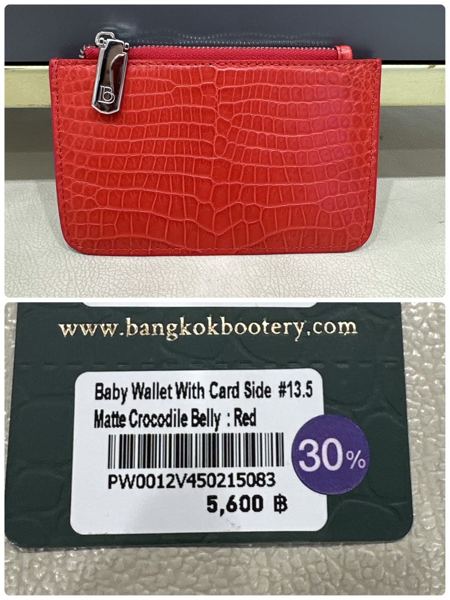 B
www.bangkokbootery.com
Baby Wallet With Card Side #13.5
Matte Crocodile Belly : Red
30%
PW0012V450215083
5,600 ฿